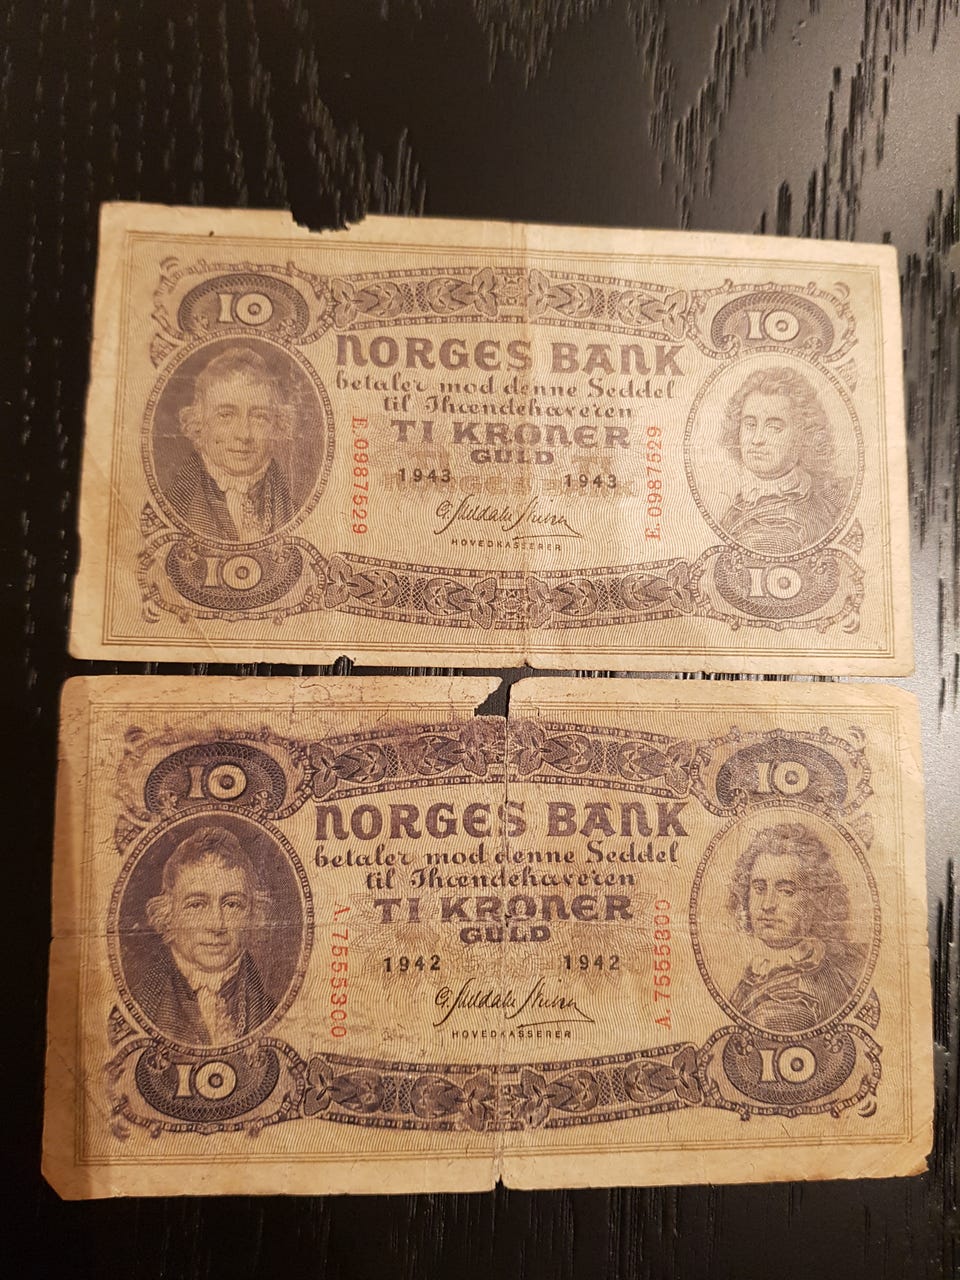 10
10
NORGES BANK
betaler mod denne Seddel
til Ihændehaveren
TI KRONER
GULD
1943 1943
E.0987529
E.0987529
HOVEDKASSERER
10
10
10
10
NORGES BANK
betaler mod denne Seddel
til Ihændehaveren
TI KRONER
GULD
1942 1942
A.7555300
HOVEDKASSERER
10
10